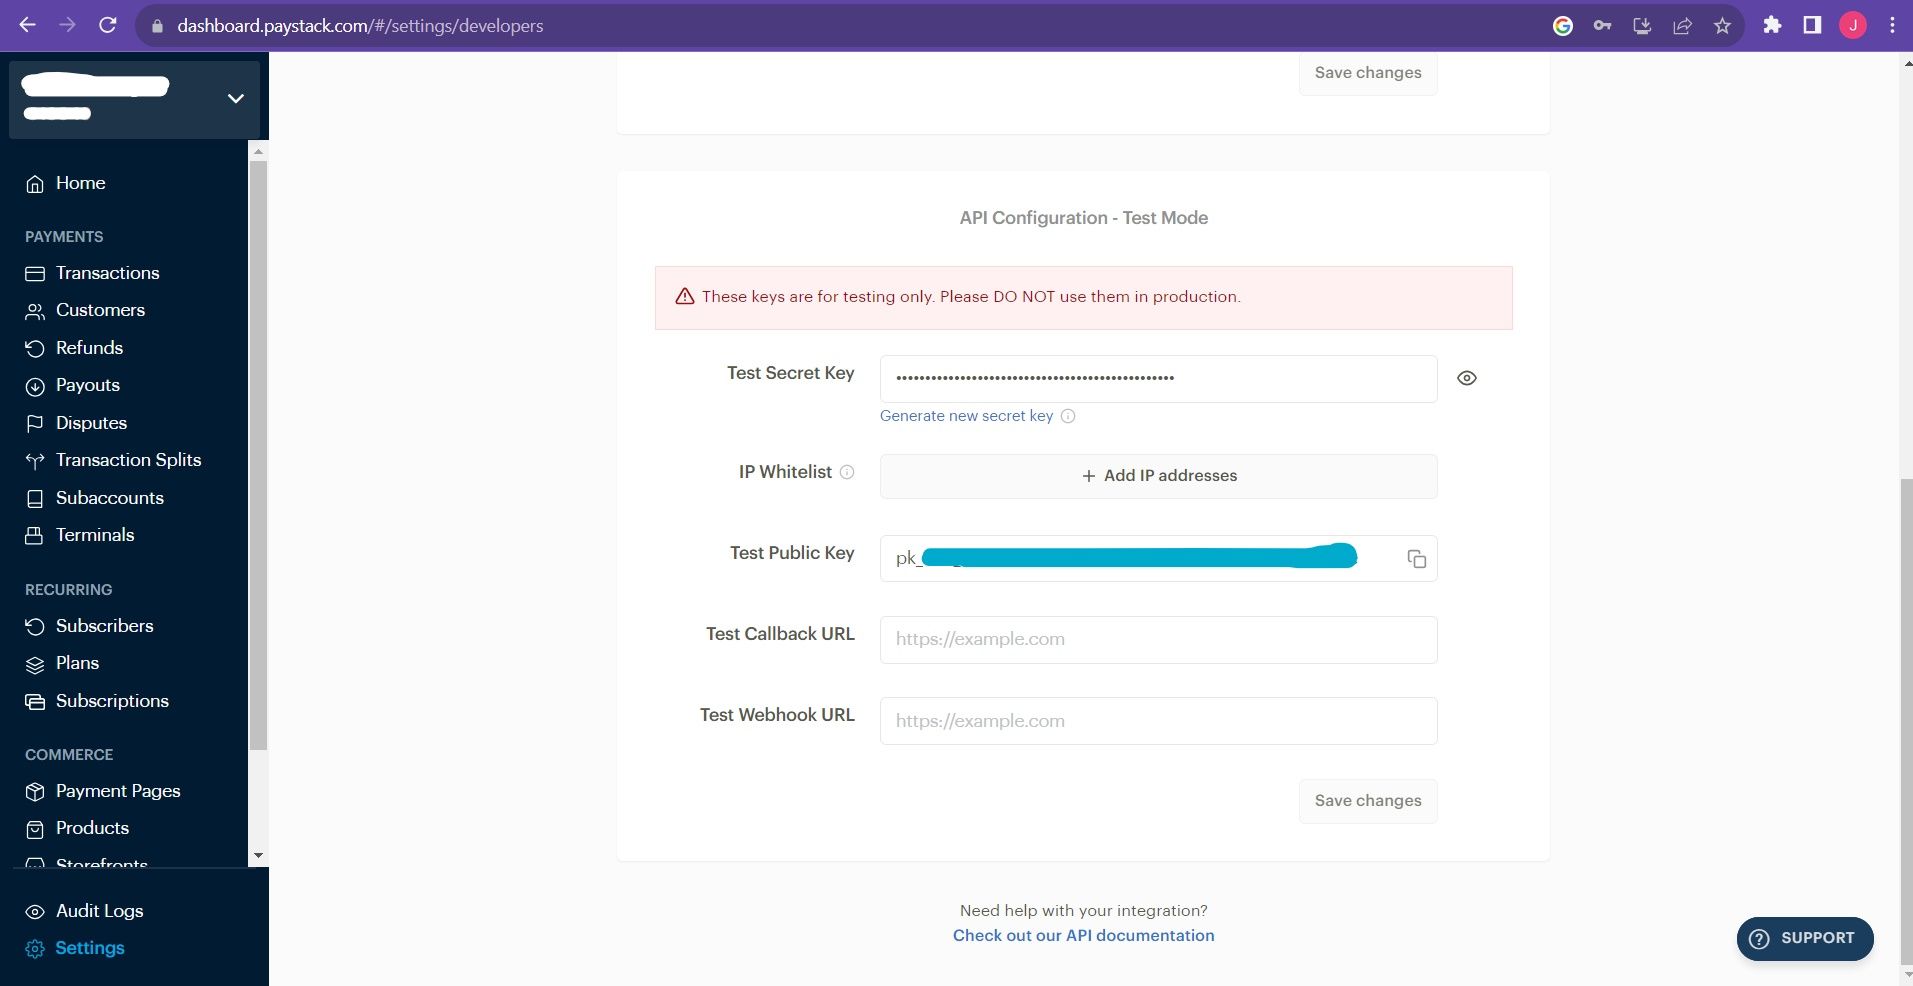 dashboard.paystack.com/#/settings/developers
J
Save changes
Home
PAYMENTS
Transactions
Customers
Refunds
Payouts
Disputes
Transaction Splits
Subaccounts
Terminals
RECURRING
Subscribers
Plans
Subscriptions
COMMERCE
Payment Pages
Products
Storefronts
Audit Logs
Settings
API Configuration - Test Mode
These keys are for testing only. Please DO NOT use them in production.
Test Secret Key
••••••••••••••••••••••••••••••••••••••••••••••••
Generate new secret key
IP Whitelist
+ Add IP addresses
Test Public Key
pk_
Test Callback URL
https://example.com
Test Webhook URL
https://example.com
Save changes
Need help with your integration?
Check out our API documentation
? SUPPORT